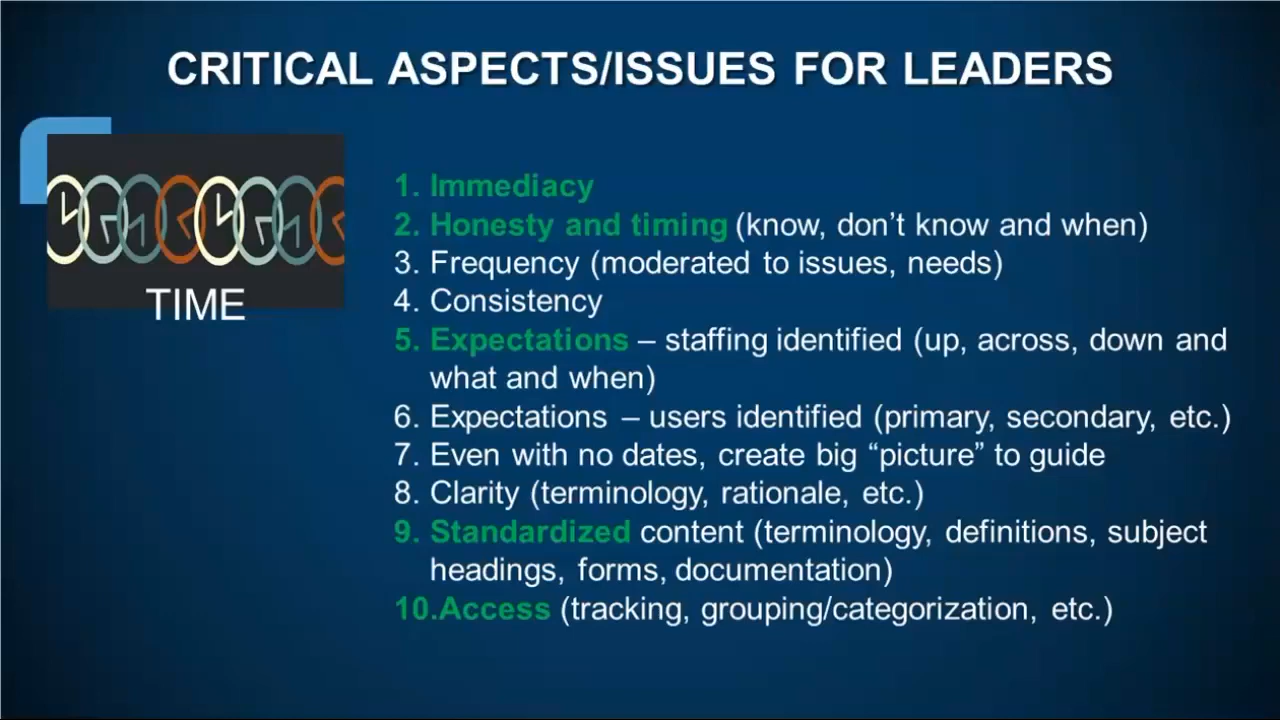 CRITICAL ASPECTS/ISSUES FOR LEADERS
TIME
1. Immediacy
2. Honesty and timing (know, don’t know and when)
3. Frequency (moderated to issues, needs)
4. Consistency
5. Expectations – staffing identified (up, across, down and
what and when)
6. Expectations – users identified (primary, secondary, etc.)
7. Even with no dates, create big “picture” to guide
8. Clarity (terminology, rationale, etc.)
9. Standardized content (terminology, definitions, subject
headings, forms, documentation)
10.Access (tracking, grouping/categorization, etc.)